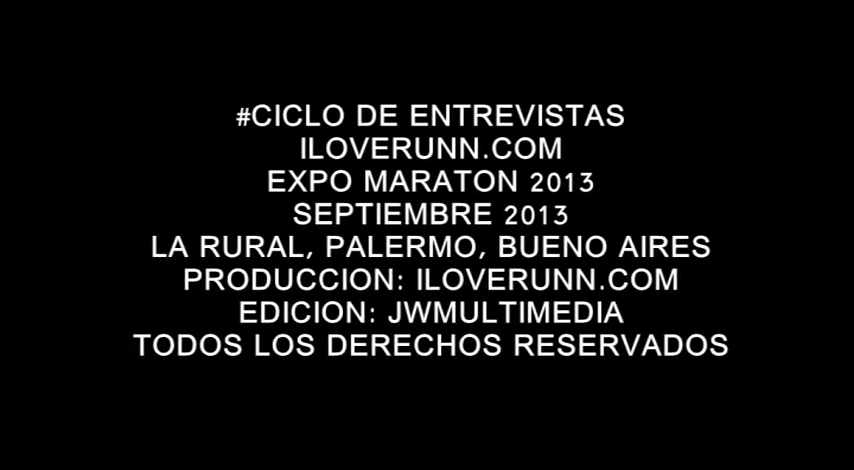 #CICLO DE ENTREVISTAS
ILOVERUNN.COM
EXPO MARATON 2013
SEPTIEMBRE 2013
LA RURAL, PALERMO, BUENO AIRES
PRODUCCION: ILOVERUNN.COM
EDICION: JWMULTIMEDIA
TODOS LOS DERECHOS RESERVADOS